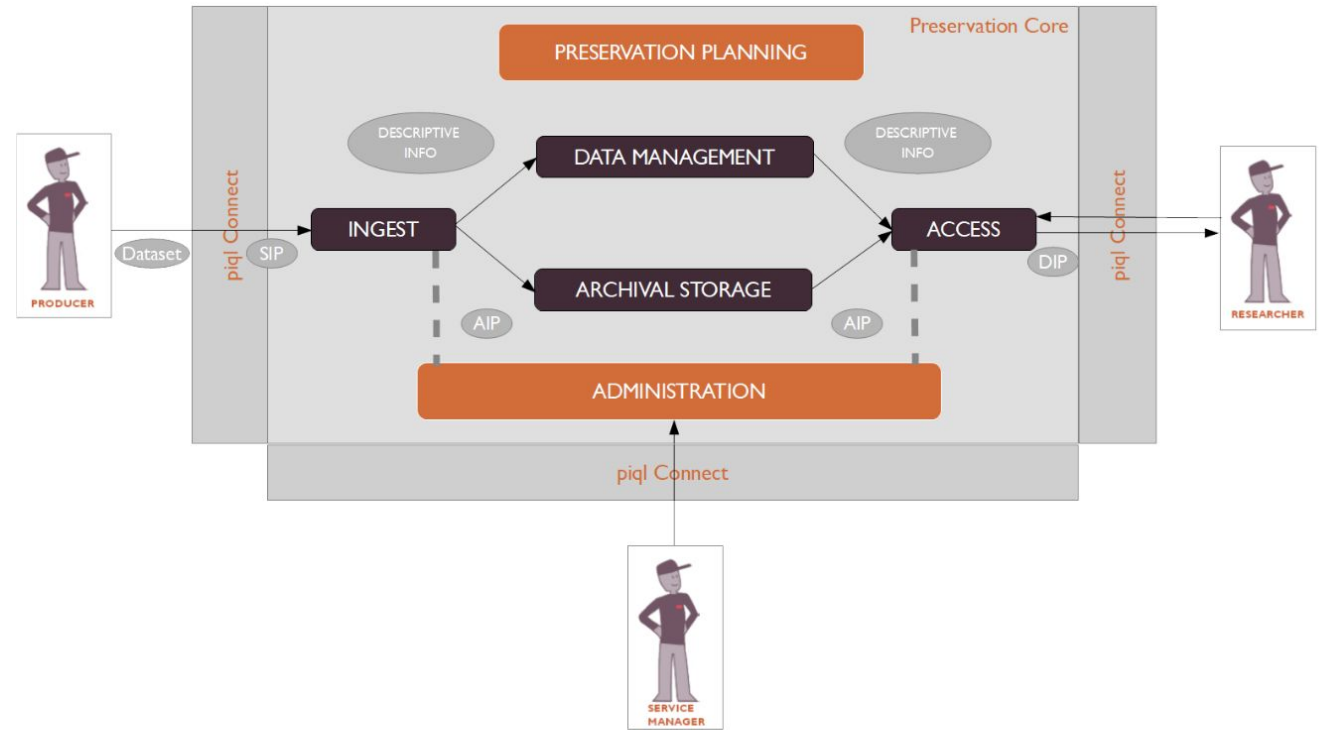 Preservation Core
PRESERVATION PLANNING
DESCRIPTIVE
INFO
DESCRIPTIVE
INFO
DATA MANAGEMENT
piql Connect
piql Connect
INGEST
ACCESS
Dataset
SIP
DIP
ARCHIVAL STORAGE
PRODUCER
RESEARCHER
AIP
AIP
ADMINISTRATION
piql Connect
SERVICE
MANAGER